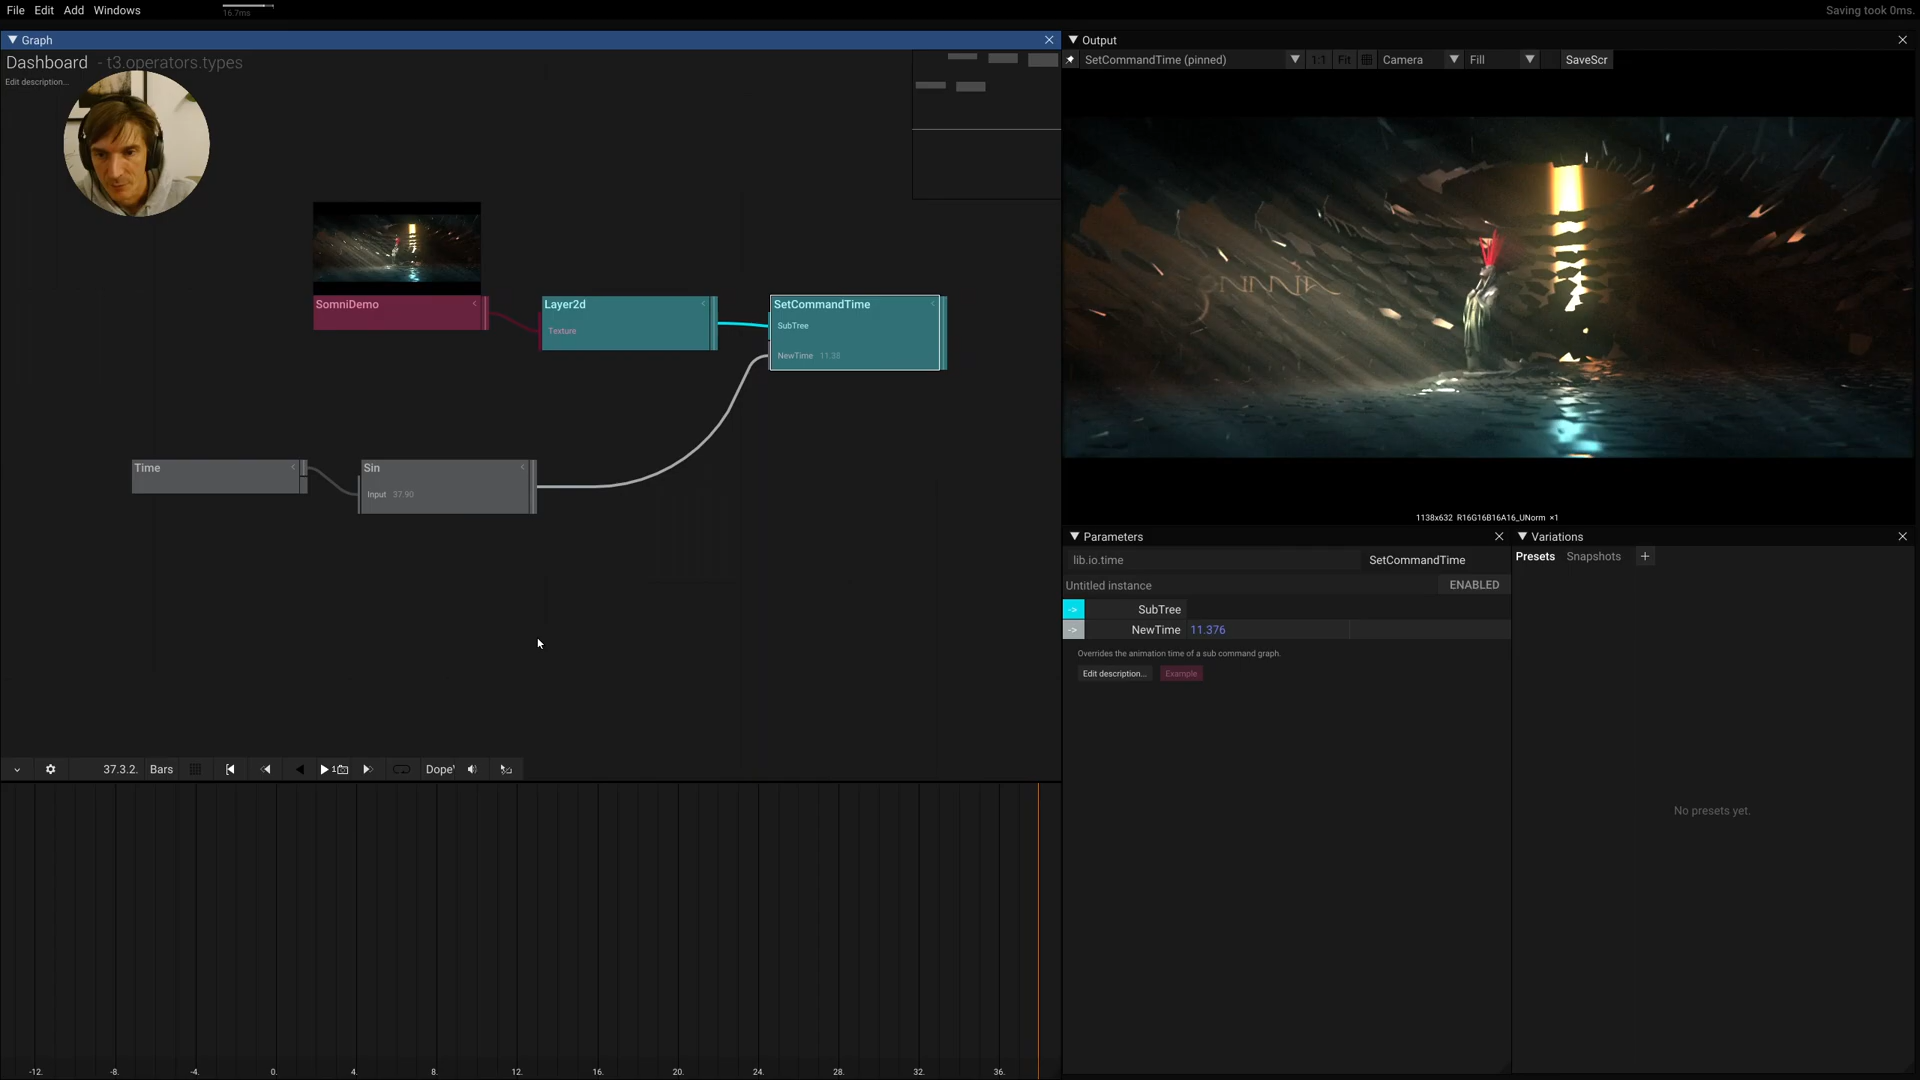 File Edit Add Windows
16.7ms
Saving took 0ms.
Graph
Dashboard - t3.operators.types
Edit description...
SomniDemo
Layer2d
Texture
SetCommandTime
SubTree
NewTime 11.38
Time
Sin
Input 37.90
37.3.2. Bars
1
Dope'
-12. -8. -4. 0. 4. 8. 12. 16. 20. 24. 28. 32. 36.
Output
SetCommandTime (pinned) 1:1 Fit Camera Fill SaveScr
1138x632 R16G16B16A16_UNorm ×1
Parameters
lib.io.time SetCommandTime
Untitled instance ENABLED
-> SubTree
-> NewTime 11.376
Overrides the animation time of a sub command graph.
Edit description... Example
Variations
Presets Snapshots +
No presets yet.